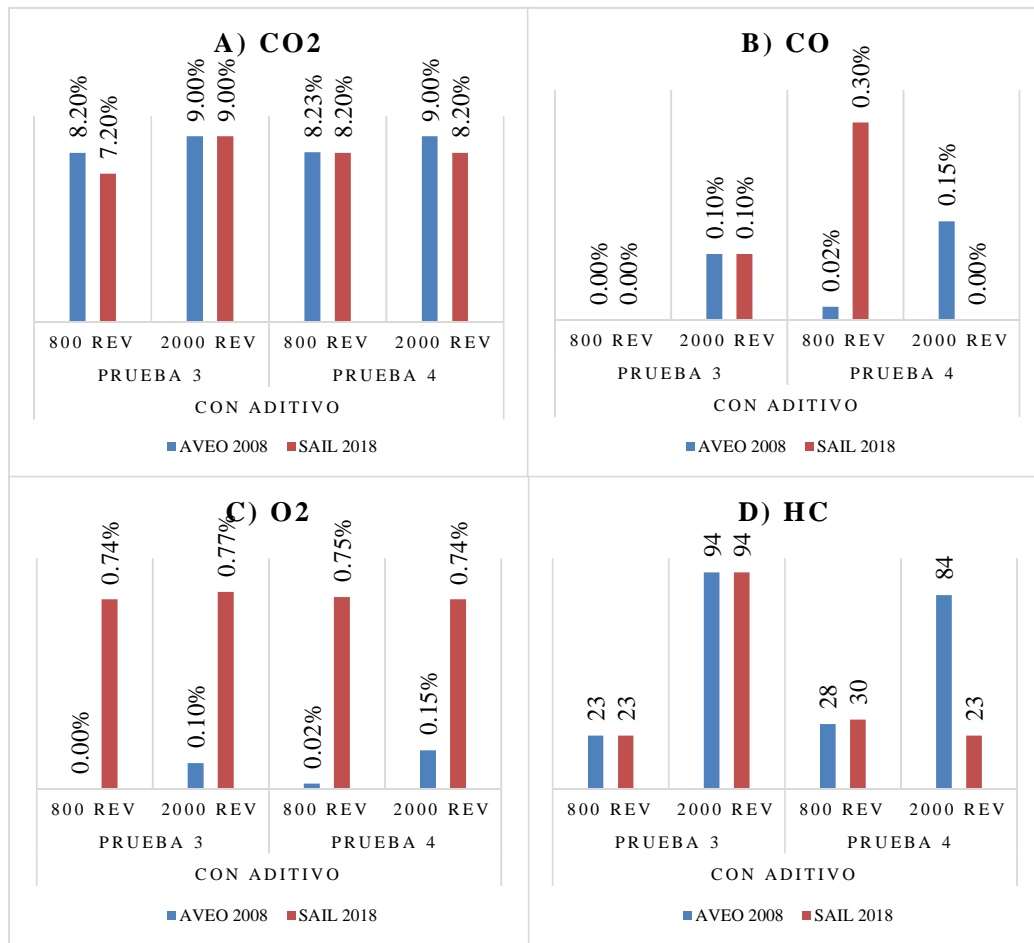 A) CO2
8.20% 7.20% 9.00% 9.00% 8.23% 8.20% 9.00% 8.20%
800 REV 2000 REV 800 REV 2000 REV
PRUEBA 3 PRUEBA 4
CON ADITIVO
AVEO 2008 SAIL 2018
B) CO
0.00% 0.00% 0.10% 0.10% 0.02% 0.30% 0.15% 0.00%
800 REV 2000 REV 800 REV 2000 REV
PRUEBA 3 PRUEBA 4
CON ADITIVO
AVEO 2008 SAIL 2018
C) O2
0.00% 0.74% 0.10% 0.77% 0.02% 0.75% 0.15% 0.74%
800 REV 2000 REV 800 REV 2000 REV
PRUEBA 3 PRUEBA 4
CON ADITIVO
AVEO 2008 SAIL 2018
D) HC
23 23 94 94 28 30 84 23
800 REV 2000 REV 800 REV 2000 REV
PRUEBA 3 PRUEBA 4
CON ADITIVO
AVEO 2008 SAIL 2018